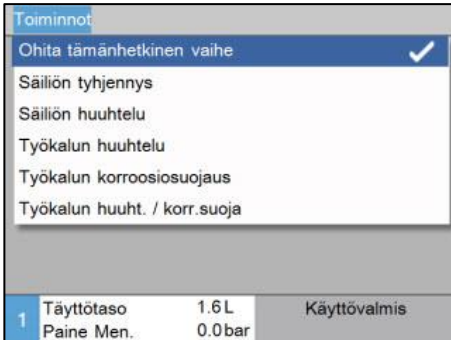 Toiminnot
Ohita tämänhetkinen vaihe
Säiliön tyhjennys
Säiliön huuhtelu
Työkalun huuhtelu
Työkalun korroosiosuojaus
Työkalun huuht. / korr.suoja
1 Täyttötaso 1.6 L Käyttövalmis
Paine Men. 0.0 bar